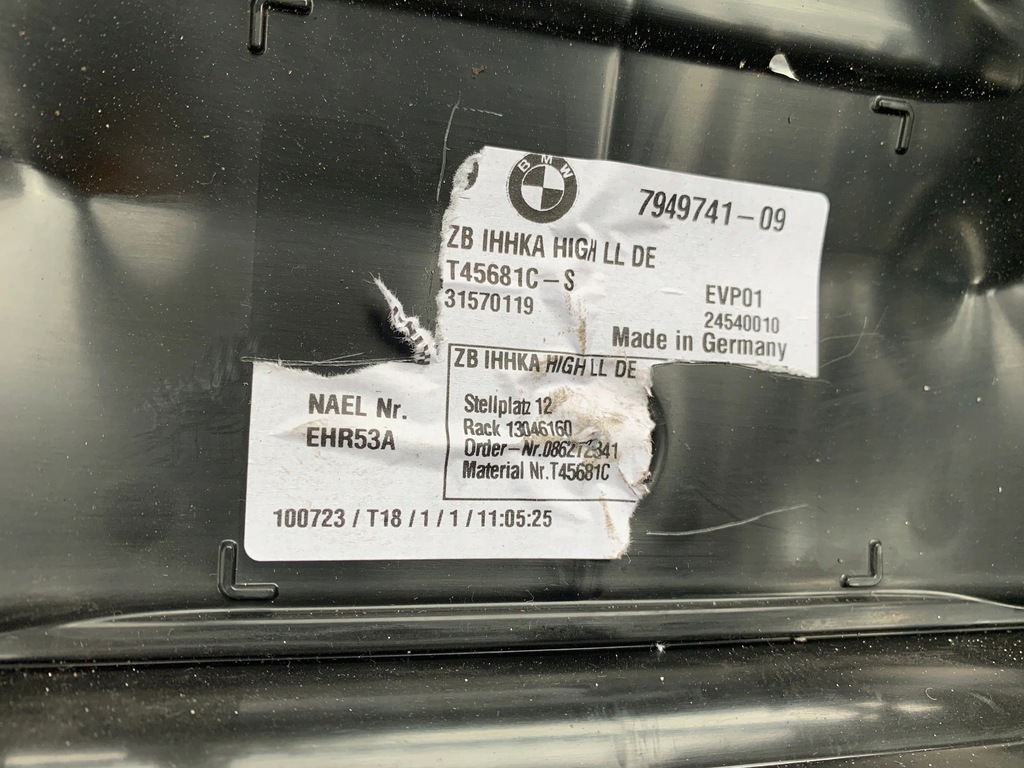 BMW
7949741-09
ZB IHHKA HIGH LL DE
T45681C-S
31570119
EVP01
24540010
Made in Germany
ZB IHHKA HIGH LL DE
NAEL Nr.
EHR53A
Stellplatz 12
Rack 13046160
Order-Nr.086272341
Material Nr.T45681C
100723 / T18 / 1 / 1 / 11:05:25